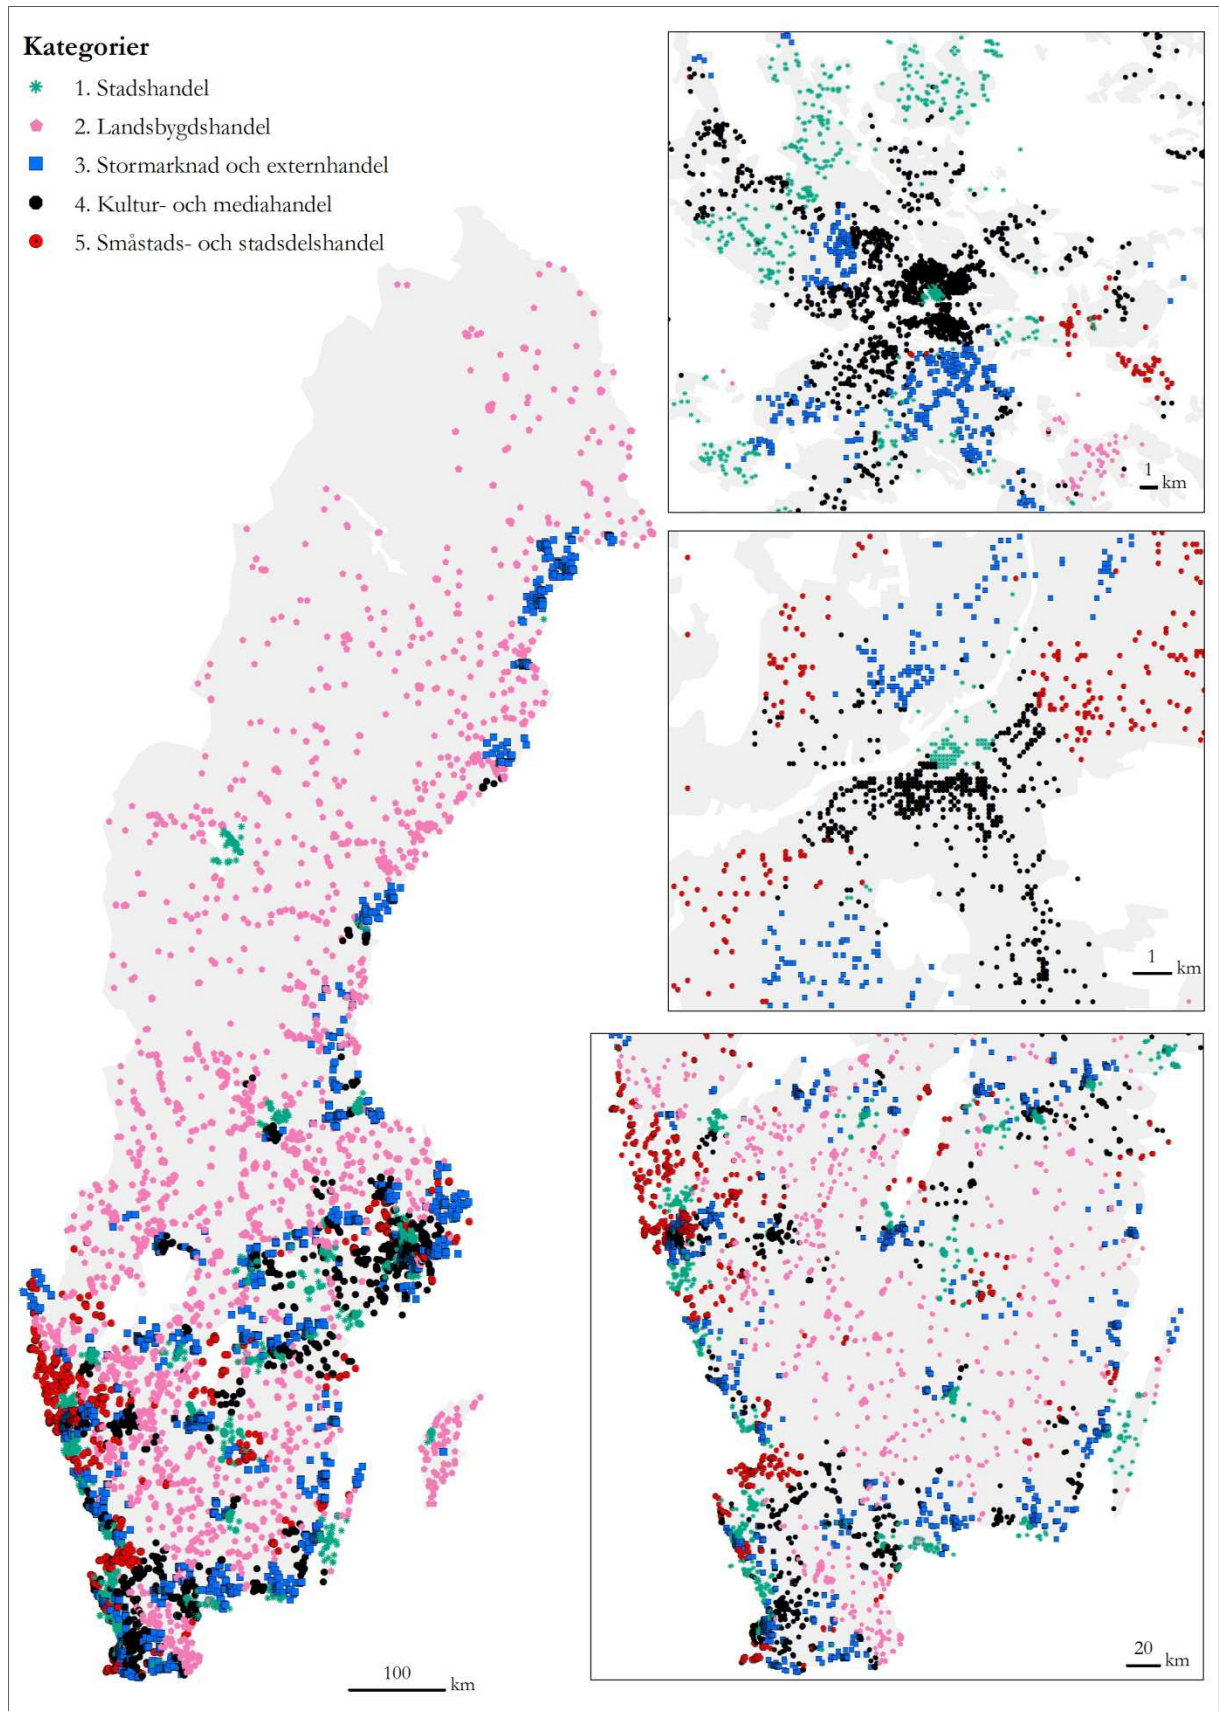 Kategorier
1. Stadshandel
2. Landsbygdshandel
3. Stormarknad och externhandel
4. Kultur- och mediahandel
5. Småstads- och stadsdelshandel
1
km
1
km
20
km
100
km